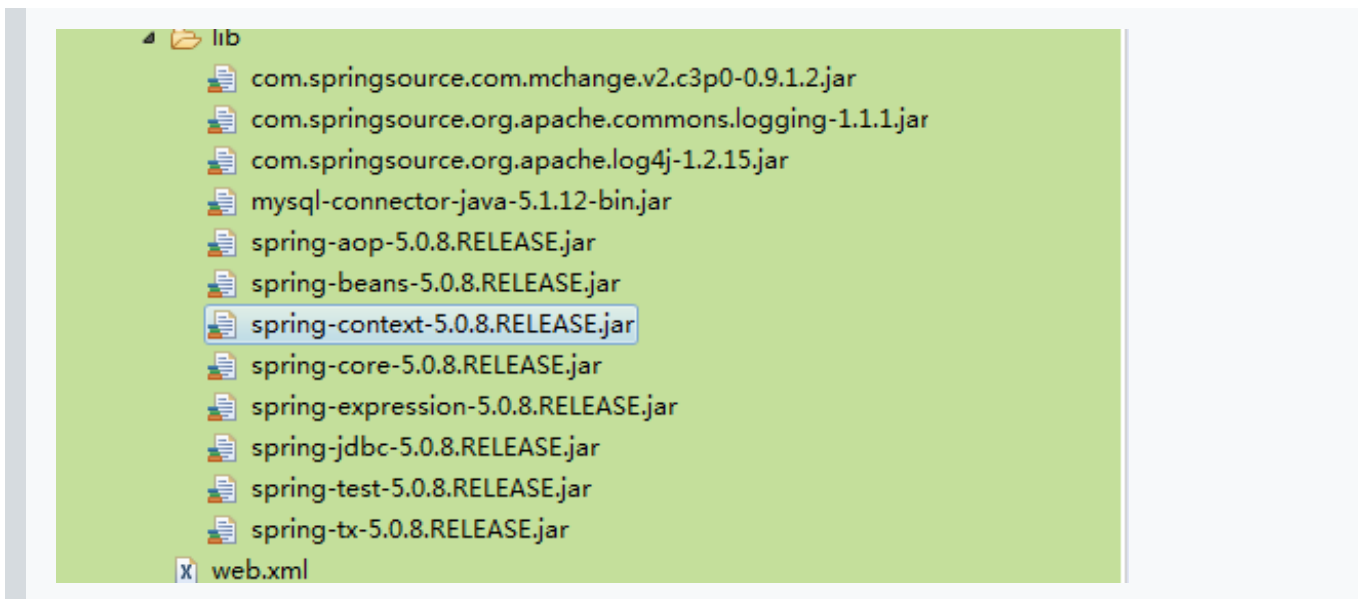 lib
com.springsource.com.mchange.v2.c3p0-0.9.1.2.jar
com.springsource.org.apache.commons.logging-1.1.1.jar
com.springsource.org.apache.log4j-1.2.15.jar
mysql-connector-java-5.1.12-bin.jar
spring-aop-5.0.8.RELEASE.jar
spring-beans-5.0.8.RELEASE.jar
spring-context-5.0.8.RELEASE.jar
spring-core-5.0.8.RELEASE.jar
spring-expression-5.0.8.RELEASE.jar
spring-jdbc-5.0.8.RELEASE.jar
spring-test-5.0.8.RELEASE.jar
spring-tx-5.0.8.RELEASE.jar
web.xml